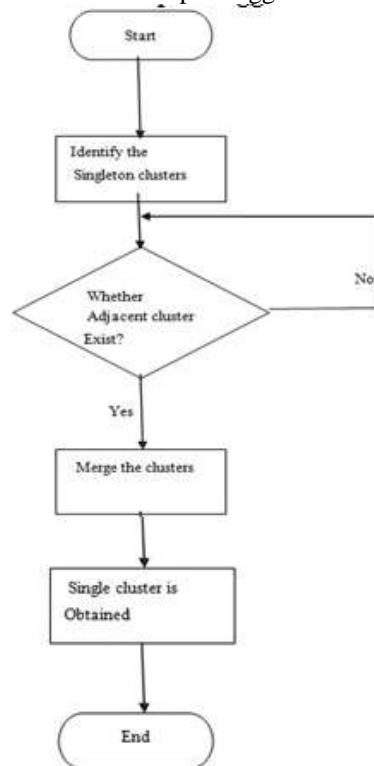 Start
Identify the
Singleton clusters
Whether
Adjacent cluster
Exist?
No
Yes
Merge the clusters
Single cluster is
Obtained
End